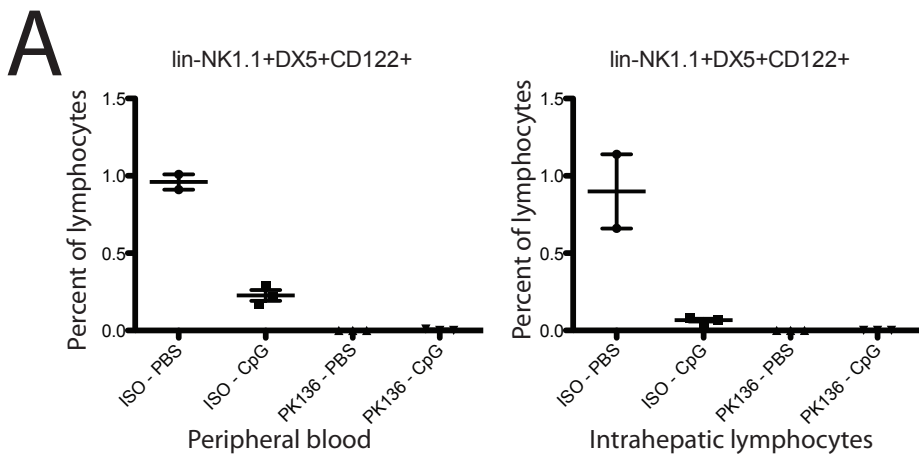 A
lin-NK1.1+DX5+CD122+
Percent of lymphocytes
1.5
1.0
0.5
0.0
ISO - PBS
ISO - CpG
PK136 - PBS
PK136 - CpG
Peripheral blood
lin-NK1.1+DX5+CD122+
Percent of lymphocytes
1.5
1.0
0.5
0.0
ISO - PBS
ISO - CpG
PK136 - PBS
PK136 - CpG
Intrahepatic lymphocytes